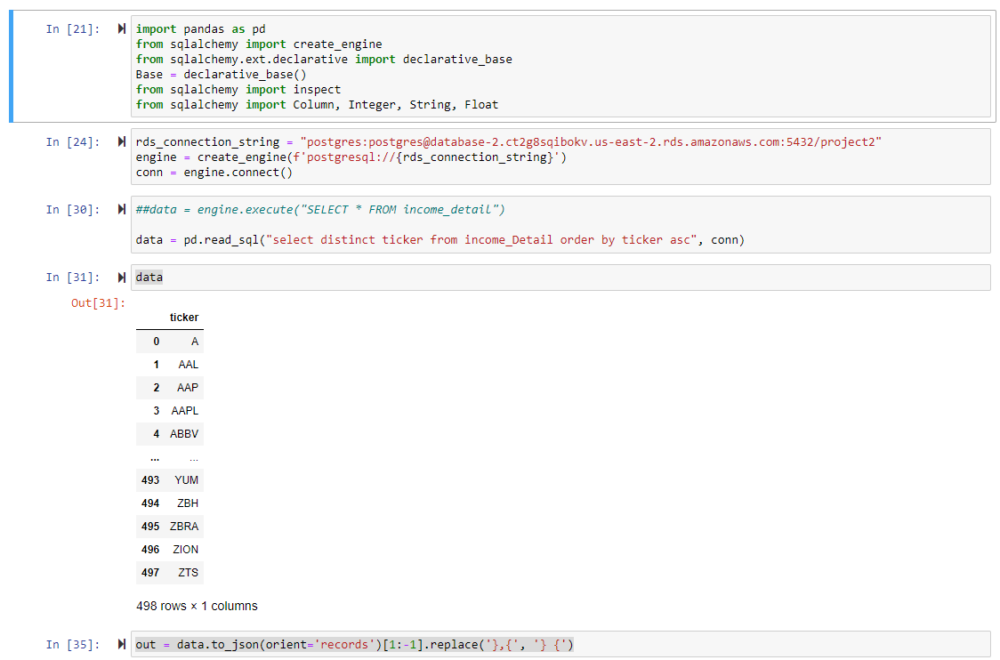 In [21]:
import pandas as pd
from sqlalchemy import create_engine
from sqlalchemy.ext.declarative import declarative_base
Base = declarative_base()
from sqlalchemy import inspect
from sqlalchemy import Column, Integer, String, Float
In [24]:
rds_connection_string = "postgres:postgres@database-2.ct2g8sqibokv.us-east-2.rds.amazonaws.com:5432/project2"
engine = create_engine(f'postgresql://{rds_connection_string}')
conn = engine.connect()
In [30]:
##data = engine.execute("SELECT * FROM income_detail")
data = pd.read_sql("select distinct ticker from income_Detail order by ticker asc", conn)
In [31]:
data
Out[31]:
ticker
0 A
1 AAL
2 AAP
3 AAPL
4 ABBV
... ...
493 YUM
494 ZBH
495 ZBRA
496 ZION
497 ZTS
498 rows × 1 columns
In [35]:
out = data.to_json(orient='records')[1:-1].replace('},{', '} {')